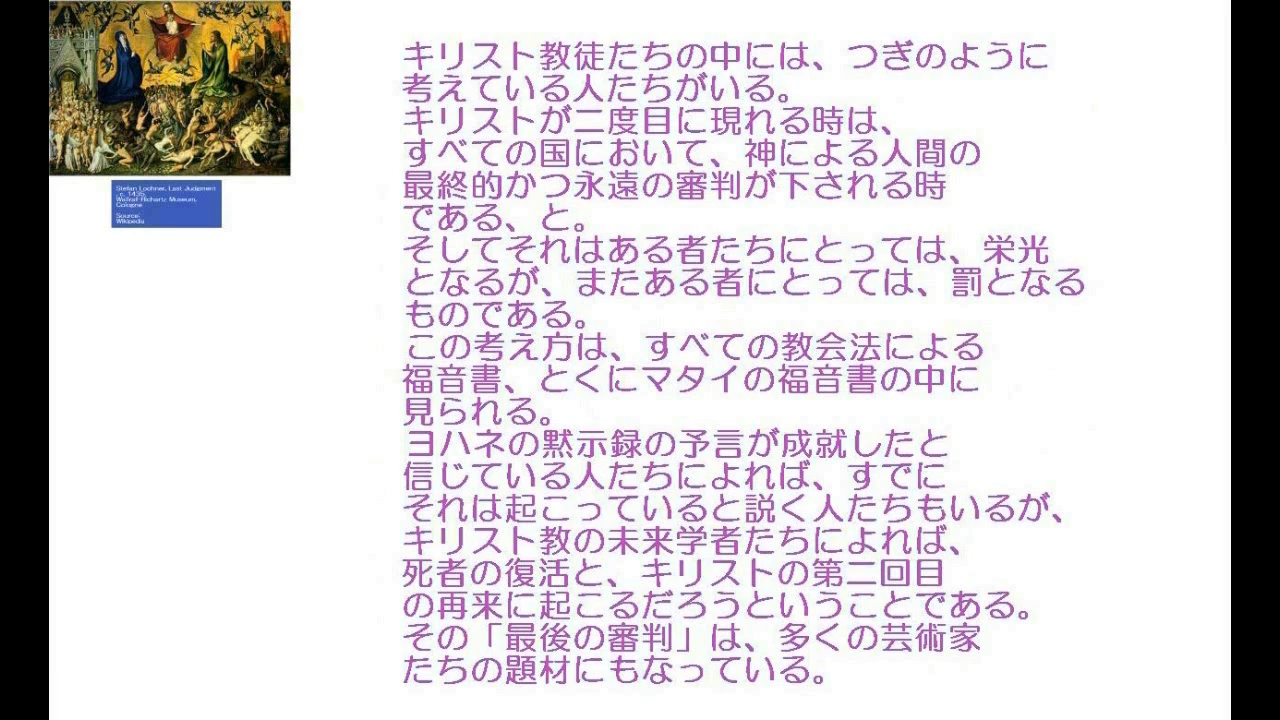 Stefan Lochner, Last Judgement
, c. 1435.
Wallraf-Richartz Museum,
Cologne
Source:
Wikipedia
キリスト教徒たちの中には、つぎのように
考えている人たちがいる。
キリストが二度目に現れる時は、
すべての国において、神による人間の
最終的かつ永遠の審判が下される時
である、と。
そしてそれはある者たちにとっては、栄光
となるが、またある者にとっては、罰となる
ものである。
この考え方は、すべての教会法による
福音書、とくにマタイの福音書の中に
見られる。
ヨハネの黙示録の予言が成就したと
信じている人たちによれば、すでに
それは起こっていると説く人たちもいるが、
キリスト教の未来学者たちによれば、
死者の復活と、キリストの第二回目
の再来に起こるだろうということである。
その「最後の審判」は、多くの芸術家
たちの題材にもなっている。